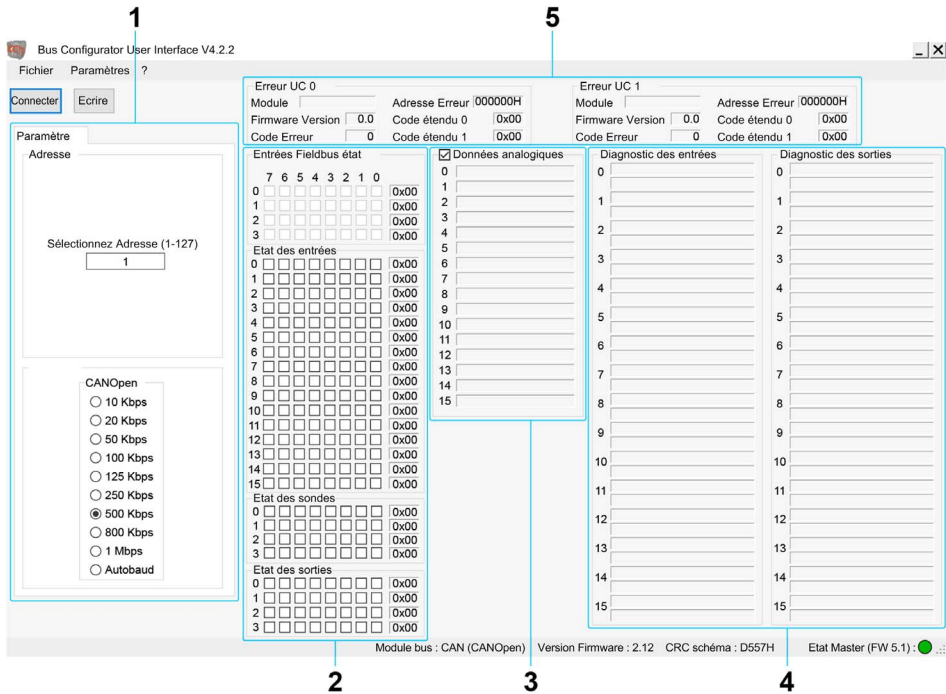 1
5
Bus Configurator User Interface V4.2.2
Fichier Paramètres ?
Connecter Ecrire
Paramètre
Adresse
Sélectionnez Adresse (1-127)
1
CANOpen
10 Kbps
20 Kbps
50 Kbps
100 Kbps
125 Kbps
250 Kbps
500 Kbps
800 Kbps
1 Mbps
Autobaud
Erreur UC 0
Module Adresse Erreur 000000H
Firmware Version 0.0 Code étendu 0 0x00
Code Erreur 0 Code étendu 1 0x00
Erreur UC 1
Module Adresse Erreur 000000H
Firmware Version 0.0 Code étendu 0 0x00
Code Erreur 0 Code étendu 1 0x00
Entrées Fieldbus état
7 6 5 4 3 2 1 0
0 0x00
1 0x00
2 0x00
3 0x00
Etat des entrées
0 0x00
1 0x00
2 0x00
3 0x00
4 0x00
5 0x00
6 0x00
7 0x00
8 0x00
9 0x00
10 0x00
11 0x00
12 0x00
13 0x00
14 0x00
15 0x00
Etat des sondes
0 0x00
1 0x00
2 0x00
3 0x00
Etat des sorties
0 0x00
1 0x00
2 0x00
3 0x00
Données analogiques
0
1
2
3
4
5
6
7
8
9
10
11
12
13
14
15
Diagnostic des entrées
0
1
2
3
4
5
6
7
8
9
10
11
12
13
14
15
Diagnostic des sorties
0
1
2
3
4
5
6
7
8
9
10
11
12
13
14
15
Module bus : CAN (CANOpen) Version Firmware : 2.12 CRC schéma : D557H Etat Master (FW 5.1) :
2
3
4